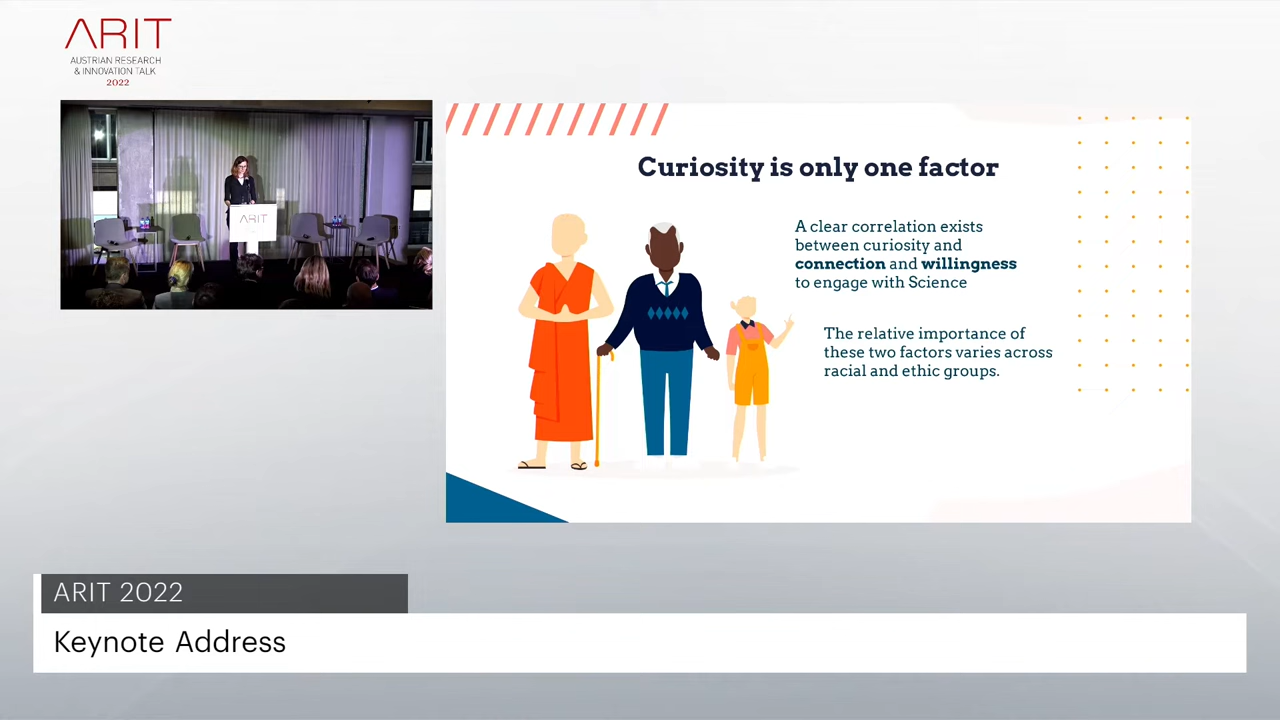 ARIT
AUSTRIAN RESEARCH
& INNOVATION TALK
2022
ARIT
Curiosity is only one factor
A clear correlation exists
between curiosity and
connection and willingness
to engage with Science
The relative importance of
these two factors varies across
racial and ethic groups.
ARIT 2022
Keynote Address